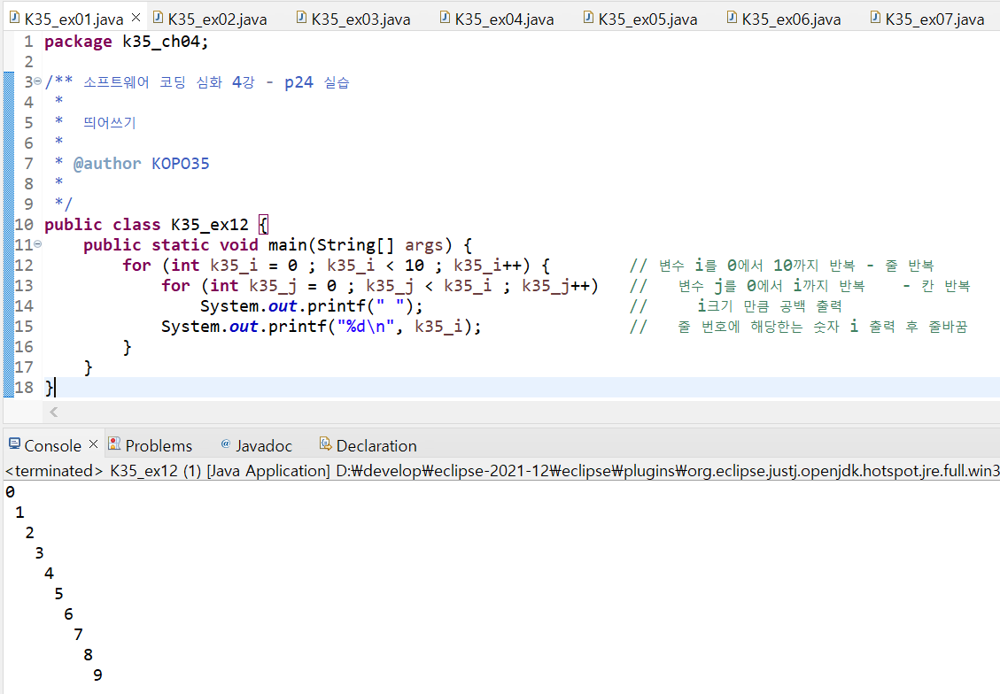 K35_ex01.java K35_ex02.java K35_ex03.java K35_ex04.java K35_ex05.java K35_ex06.java K35_ex07.java
1 package k35_ch04;
2
3 /** 소프트웨어 코딩 심화 4강 - p24 실습
4  *
5  *  띄어쓰기
6  *
7  * @author KOPO35
8  *
9  */
10 public class K35_ex12 {
11     public static void main(String[] args) {
12         for (int k35_i = 0 ; k35_i < 10 ; k35_i++) {        // 변수 i를 0에서 10까지 반복 - 줄 반복
13             for (int k35_j = 0 ; k35_j < k35_i ; k35_j++)   //   변수 j를 0에서 i까지 반복    - 칸 반복
14                 System.out.printf(" ");                     //     i크기 만큼 공백 출력
15             System.out.printf("%d\n", k35_i);               //   줄 번호에 해당한는 숫자 i 출력 후 줄바꿈
16         }
17     }
18 }
Console Problems @ Javadoc Declaration
<terminated> K35_ex12 (1) [Java Application] D:₩develop₩eclipse-2021-12₩eclipse₩plugins₩org.eclipse.justj.openjdk.hotspot.jre.full.win3
0
 1
  2
   3
    4
     5
      6
       7
        8
         9